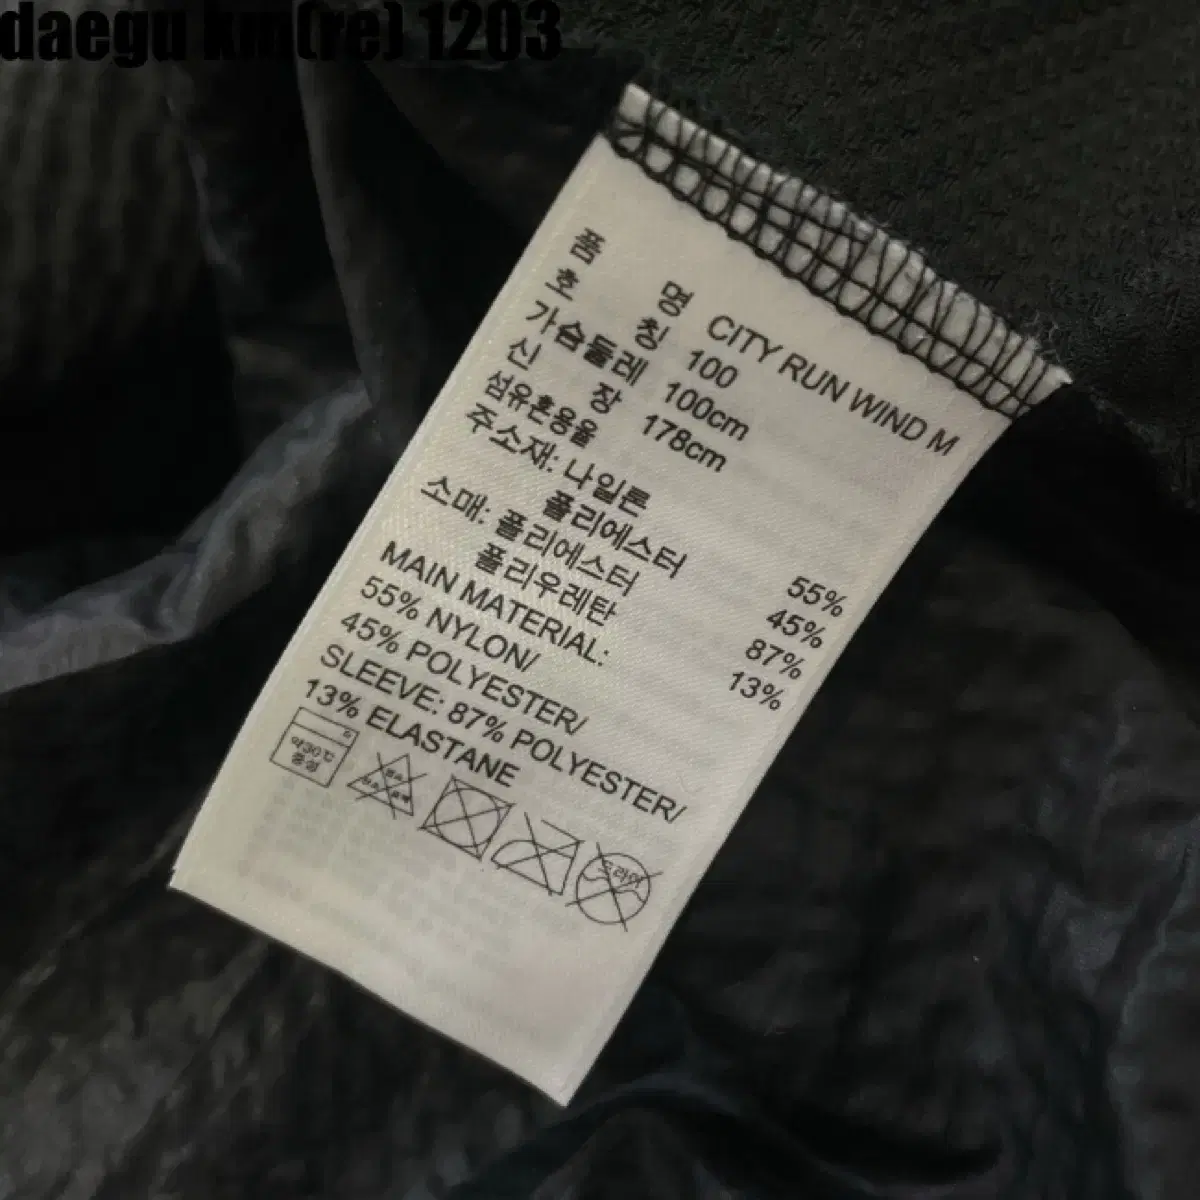 daegu km(re) 1203
품 명 CITY RUN WIND M
호 칭 100
가슴둘레 100cm
신 장 178cm
섬유혼용율
주소재: 나일론 55%
폴리에스터 45%
소매: 폴리에스터 87%
폴리우레탄 13%
MAIN MATERIAL:
55% NYLON/
45% POLYESTER/
SLEEVE: 87% POLYESTER/
13% ELASTANE
약30℃
중성
드라이